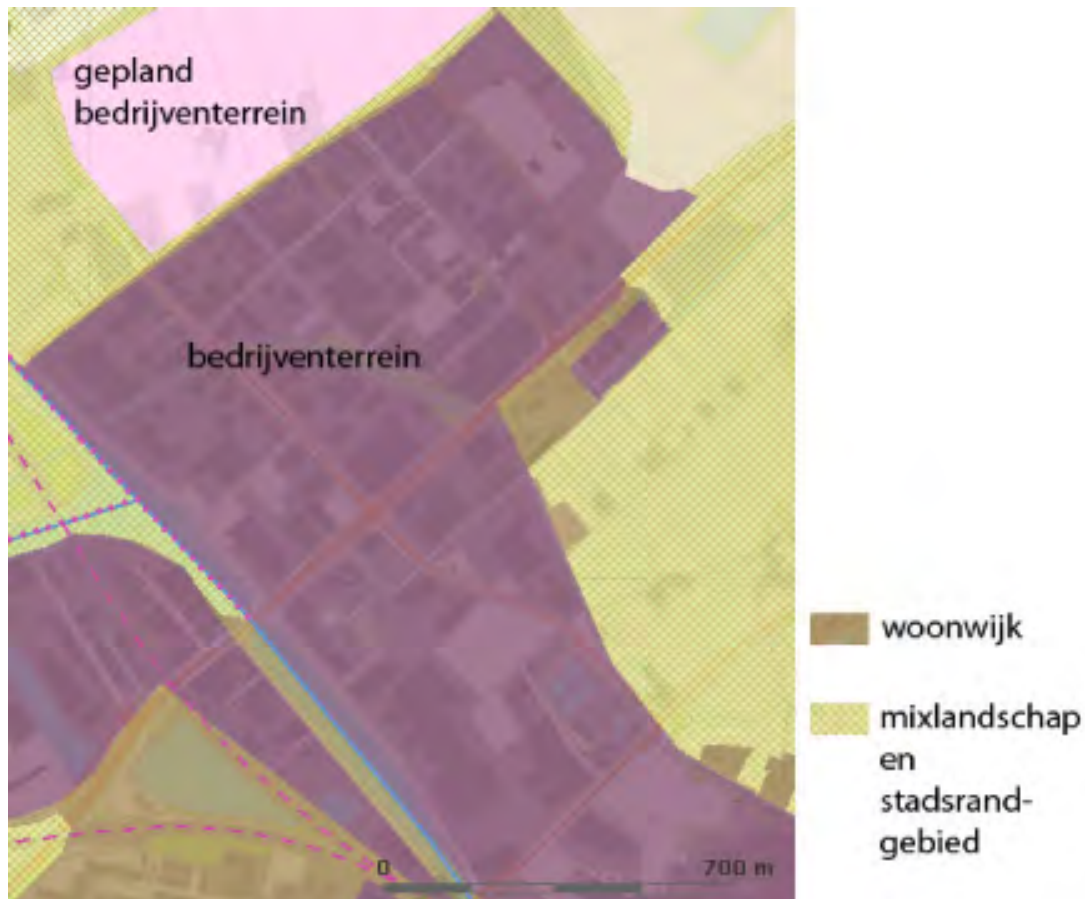 gepland
bedrijventerrein
bedrijventerrein
woonwijk
mixlandschap
en
stadsrand-
gebied
0 700 m